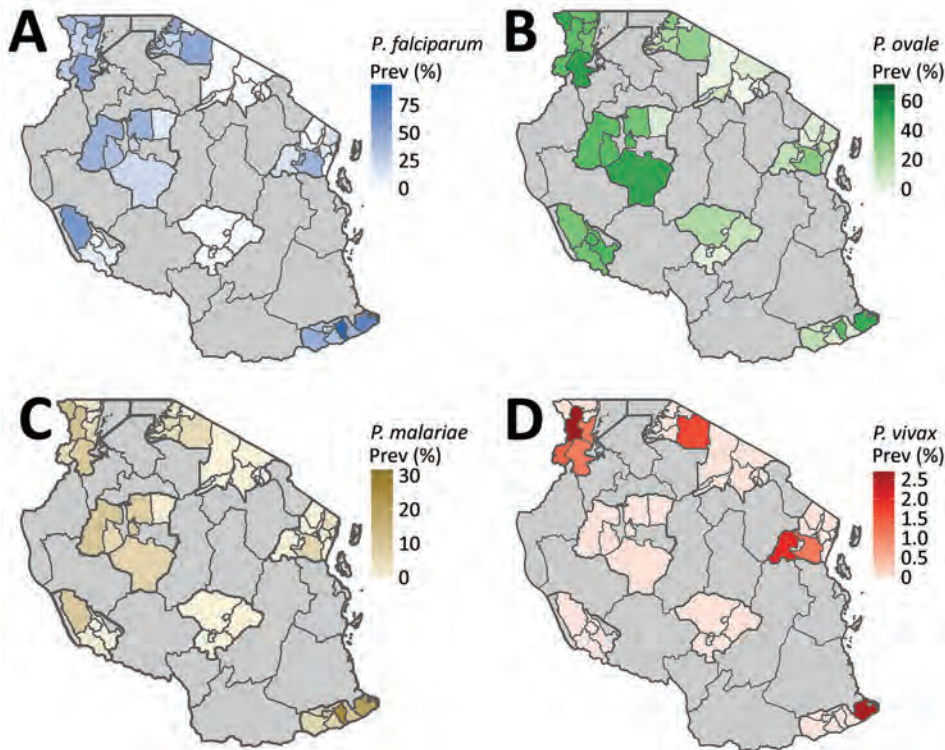 A
P. falciparum
Prev (%)
75
50
25
0
B
P. ovale
Prev (%)
60
40
20
0
C
P. malariae
Prev (%)
30
20
10
0
D
P. vivax
Prev (%)
2.5
2.0
1.5
1.0
0.5
0